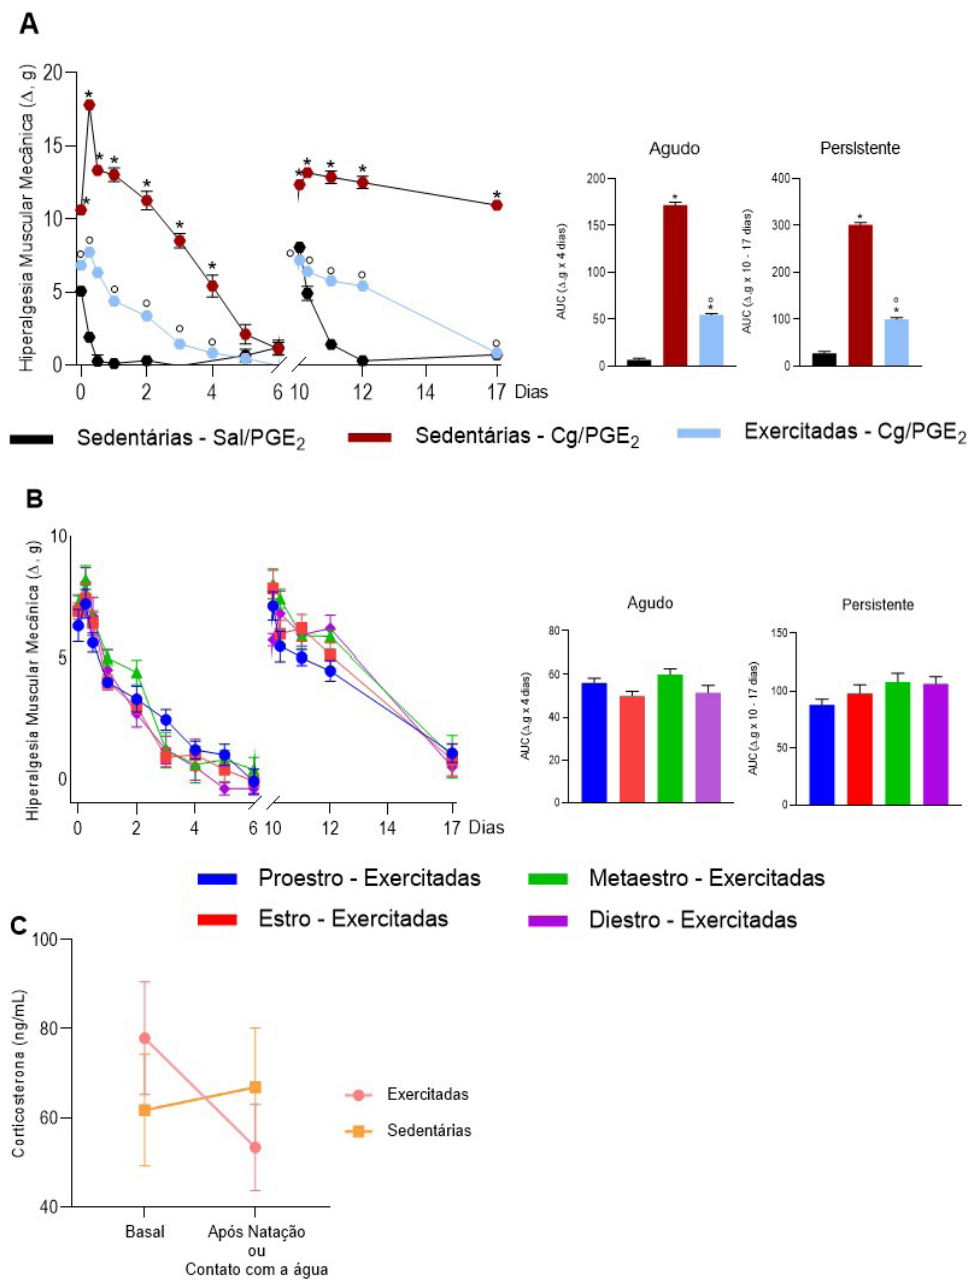 A
Hiperalgesia Muscular Mecânica (Δ, g)
20
15
10
5
0
0
2
4
6
10
12
14
17
Dias
*
°
Agudo
AUC (Δ.g x 4 dias)
200
150
100
50
0
*
°
*
Persistente
AUC (Δ.g x 10 - 17 dias)
400
300
200
100
0
*
°
*
Sedentárias - Sal/PGE2
Sedentárias - Cg/PGE2
Exercitadas - Cg/PGE2
B
Hiperalgesia Muscular Mecânica (Δ, g)
10
5
0
0
2
4
6
10
12
14
17
Dias
Agudo
AUC (Δ.g x 4 dias)
80
60
40
20
0
Persistente
AUC (Δ.g x 10 - 17 dias)
150
100
50
0
Proestro - Exercitadas
Metaestro - Exercitadas
Estro - Exercitadas
Diestro - Exercitadas
C
Corticosterona (ng/mL)
100
80
60
40
Basal
Após Natação
ou
Contato com a água
Exercitadas
Sedentárias